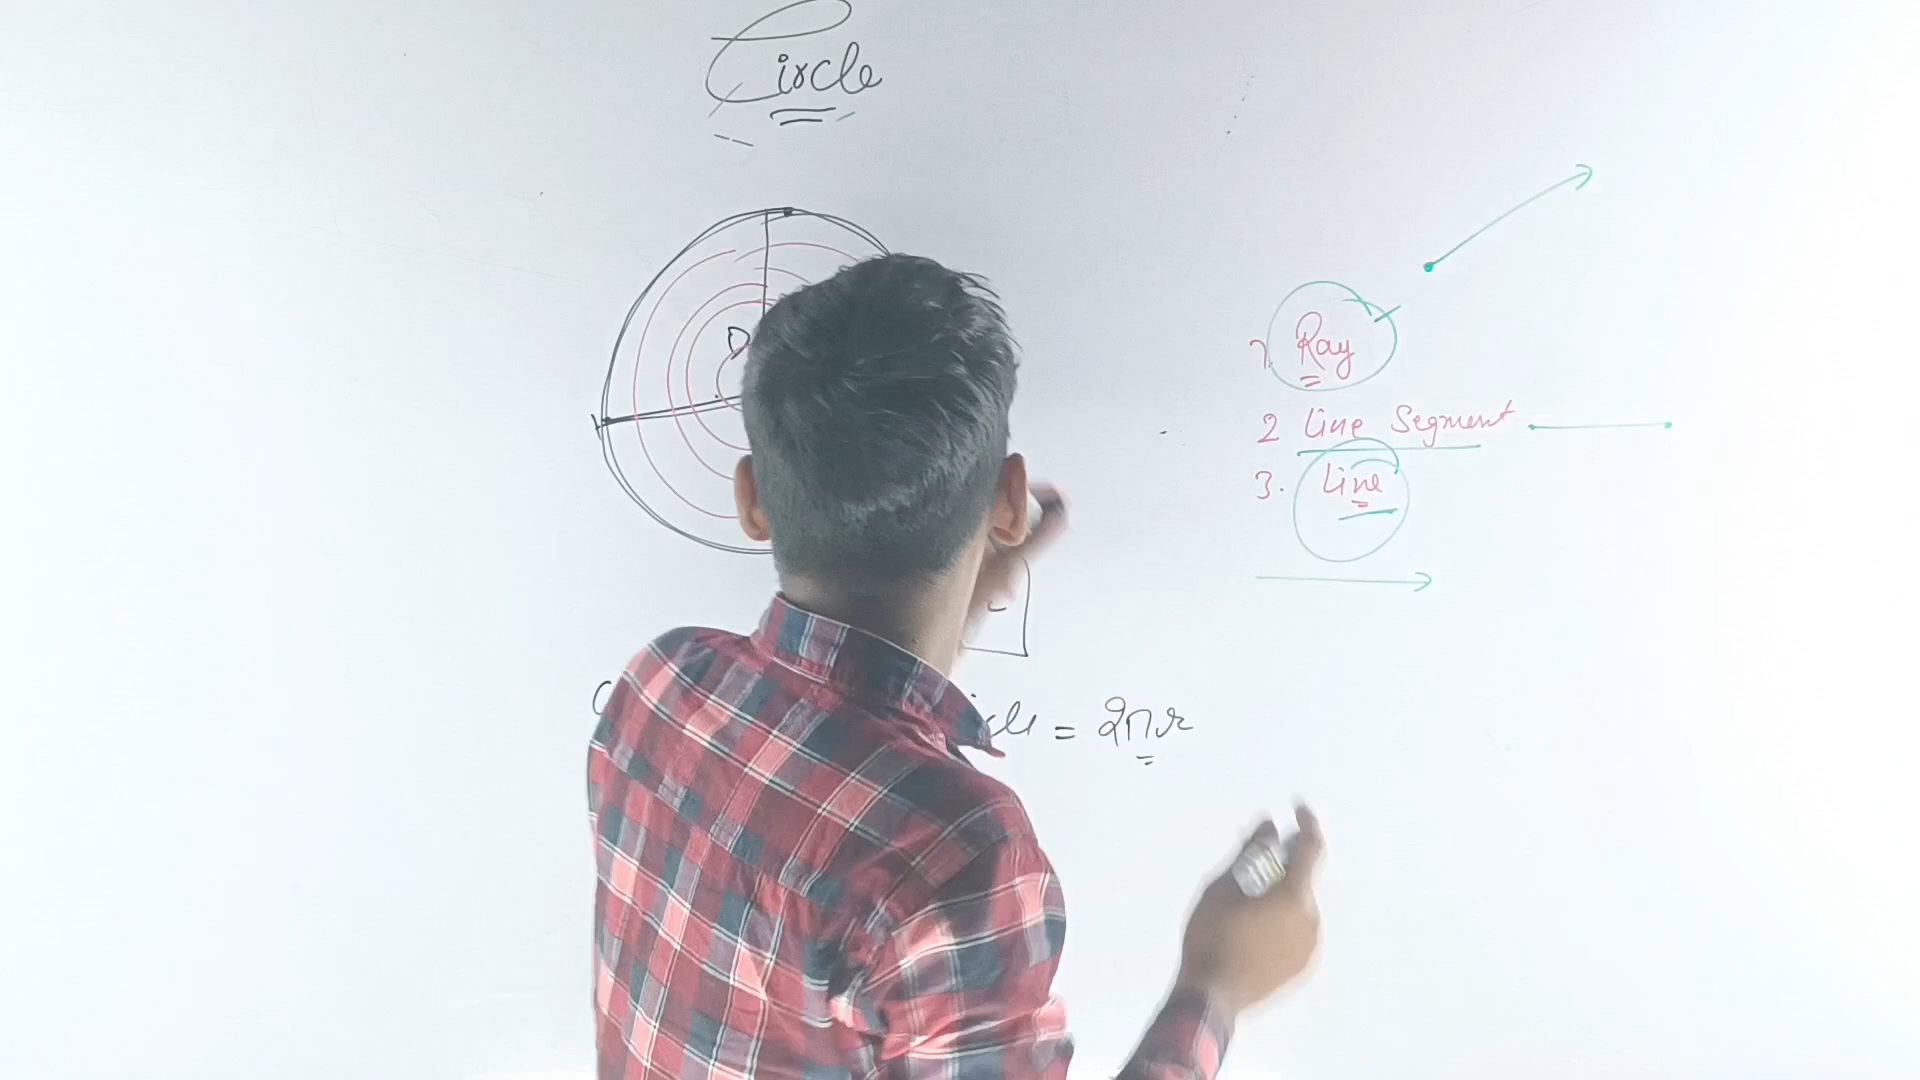 Circle
D
1. Ray
2 Line Segment
3. Line
= 2πr